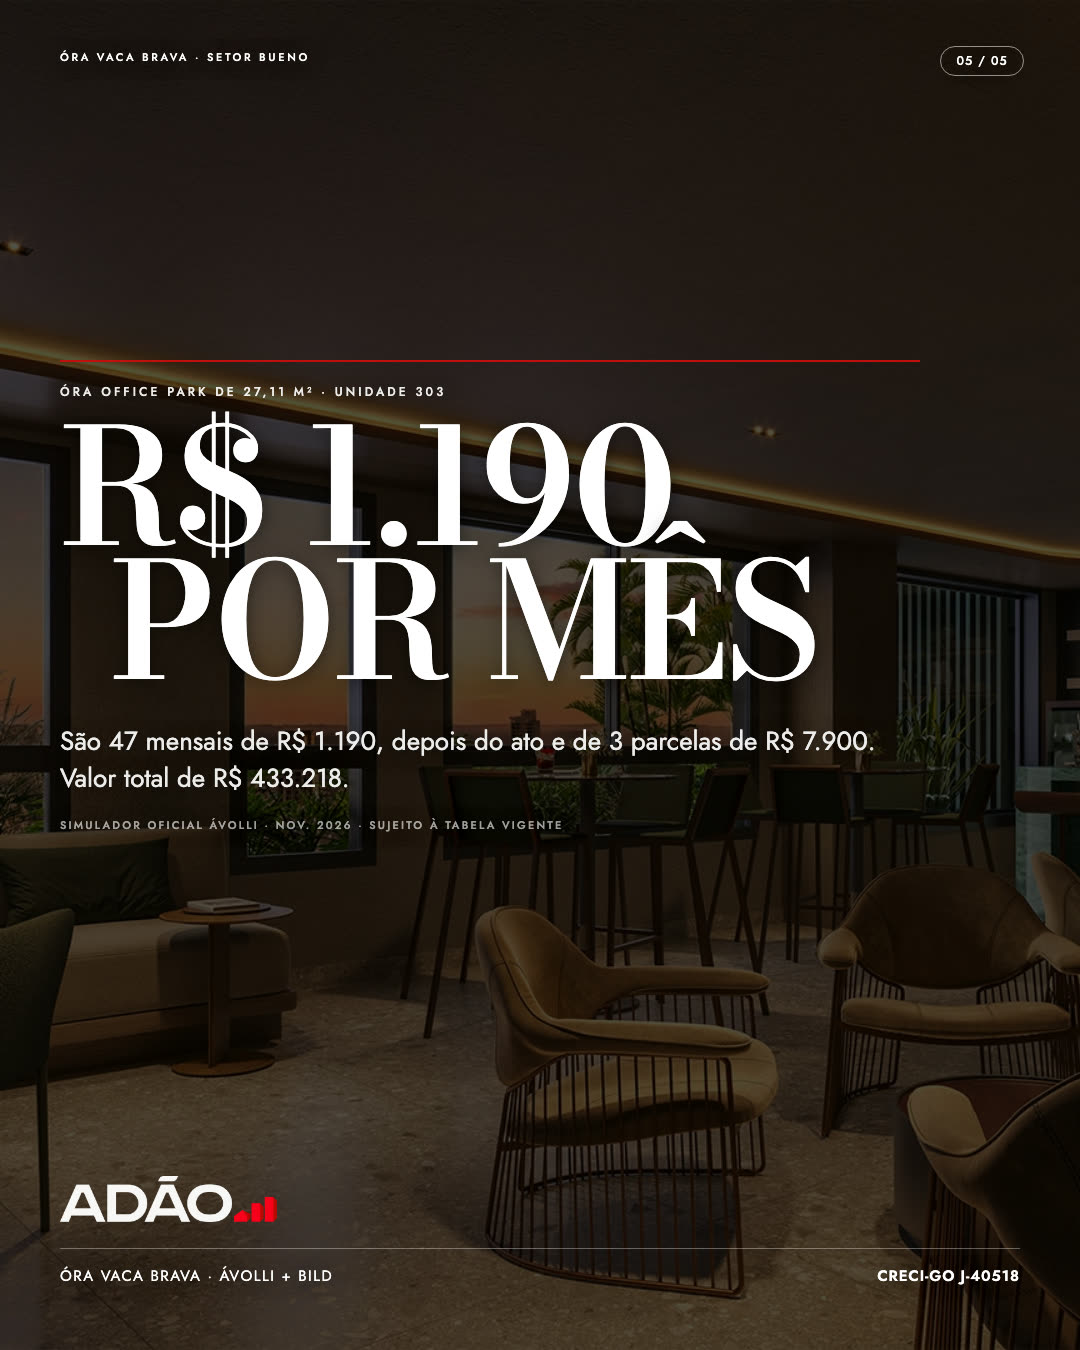 ÓRA VACA BRAVA · SETOR BUENO
05 / 05
ÓRA OFFICE PARK DE 27,11 M² · UNIDADE 303
R$ 1.190
POR MÊS
São 47 mensais de R$ 1.190, depois do ato e de 3 parcelas de R$ 7.900.
Valor total de R$ 433.218.
SIMULADOR OFICIAL ÁVOLLI · NOV. 2026 · SUJEITO À TABELA VIGENTE
ADÃO
ÓRA VACA BRAVA · ÁVOLLI + BILD
CRECI-GO J-40518